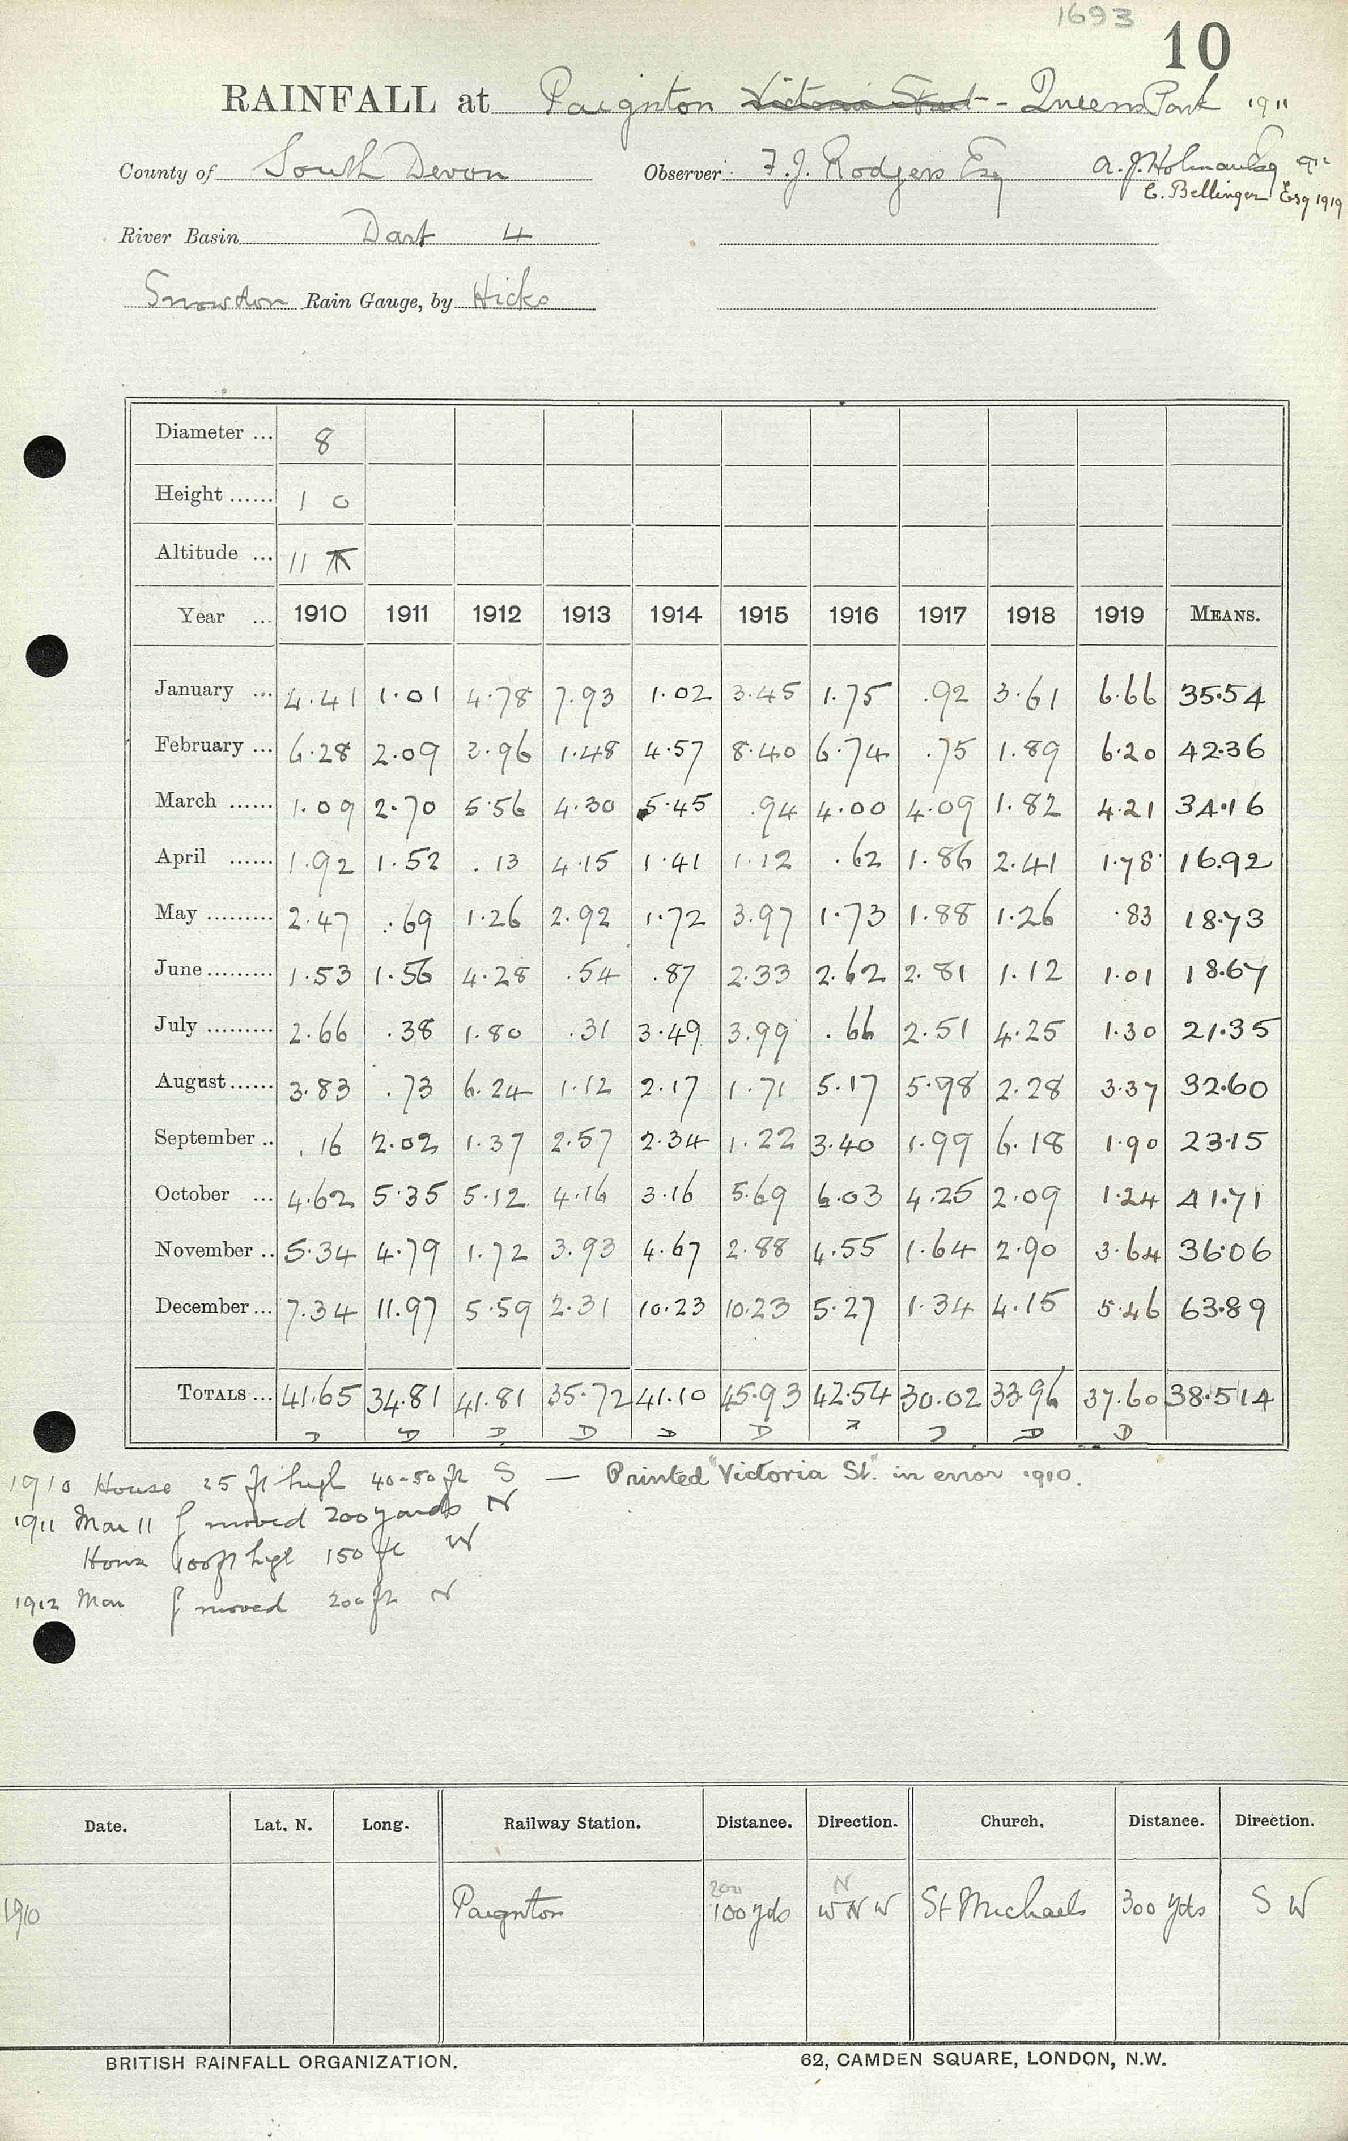 1693
10
RAINFALL at Paignton Victoria Street - Queens Park 1911
County of South Devon Observer F. J. Rodgers Esq A. J. Holman Esq
E. Bellinger Esq 1919
River Basin Dart 4
Snowdon Rain Gauge, by Hicks
Diameter ... 8
Height ...... 1 0
Altitude ... 11
Year ... 1910 1911 1912 1913 1914 1915 1916 1917 1918 1919 MEANS.
January ... 4.41 1.01 4.78 7.93 1.02 3.45 1.75 .92 3.61 6.66 35.54
February ... 6.28 2.09 3.96 1.48 4.57 8.40 6.74 .75 1.89 6.20 42.36
March ...... 1.09 2.70 5.56 4.30 5.45 .94 4.00 4.09 1.82 4.21 34.16
April ...... 1.92 1.52 .13 4.15 1.41 1.12 .62 1.86 2.41 1.78 16.92
May ......... 2.47 .69 1.26 2.92 1.72 3.97 1.73 1.88 1.26 .83 18.73
June ......... 1.53 1.56 4.28 .54 .87 2.33 2.62 2.81 1.12 1.01 18.67
July ......... 2.66 .38 1.80 .31 3.49 3.99 .66 2.51 4.25 1.30 21.35
August ...... 3.83 .73 6.24 1.12 2.17 1.71 5.17 5.98 2.28 3.37 32.60
September .. .16 2.02 1.37 2.57 2.34 1.22 3.40 1.99 6.18 1.90 23.15
October ... 4.62 5.35 5.12 4.16 3.16 5.69 6.03 4.25 2.09 1.24 41.71
November .. 5.34 4.79 1.72 3.93 4.67 2.88 4.55 1.64 2.90 3.64 36.06
December ... 7.34 11.97 5.59 2.31 10.23 10.23 5.27 1.34 4.15 5.46 63.89
TOTALS ... 41.65 34.81 41.81 35.72 41.10 45.93 42.54 30.02 33.96 37.60 38.514
D D D D D D D D D
1910 House 25 ft high 40-50 ft S — Printed "Victoria St." in error 1910.
1911 Mar 11 g moved 200 yards N
House 100 ft high 150 ft W
1912 Mar g moved 200 ft N
Date. Lat. N. Long. Railway Station. Distance. Direction. Church. Distance. Direction.
200 N
1910 Paignton 100 yds WNW St Michaels 300 yds S W
BRITISH RAINFALL ORGANIZATION. 62, CAMDEN SQUARE, LONDON, N.W.